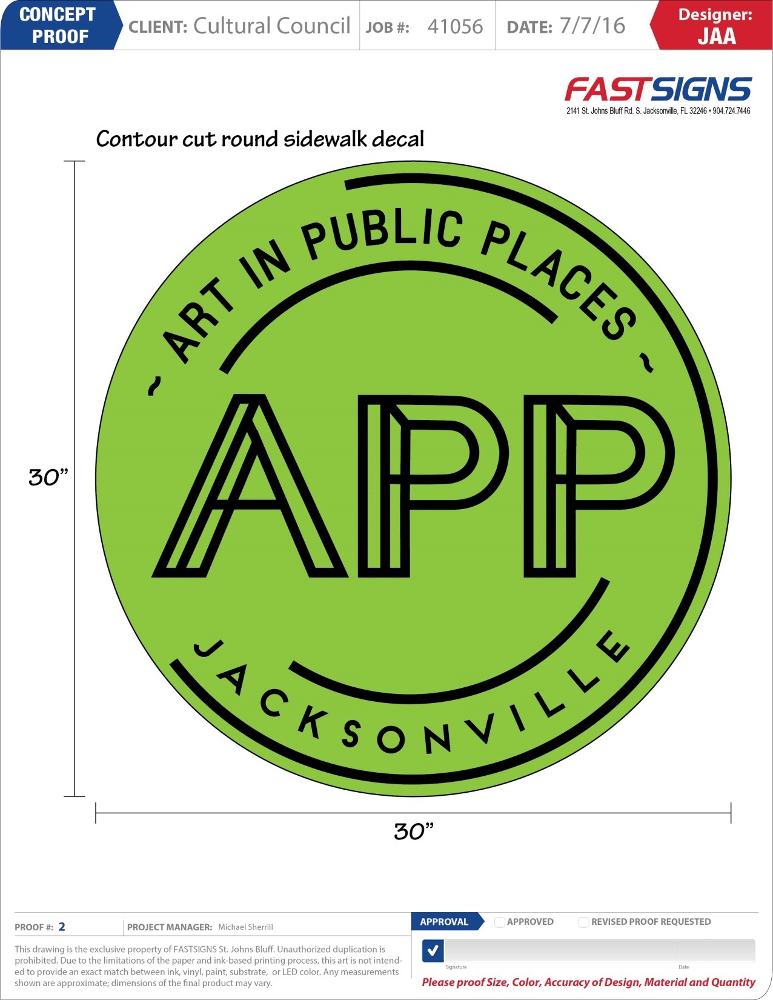 CONCEPT
PROOF
CLIENT: Cultural Council
JOB #: 41056
DATE: 7/7/16
Designer:
JAA
FASTSIGNS
2141 St. Johns Bluff Rd. S. Jacksonville, FL 32246 • 904.724.7446
Contour cut round sidewalk decal
~ ART IN PUBLIC PLACES ~
30”
APP
JACKSONVILLE
30”
PROOF #: 2
PROJECT MANAGER: Michael Sherrill
This drawing is the exclusive property of FASTSIGNS St. Johns Bluff. Unauthorized duplication is
prohibited. Due to the limitations of the paper and ink-based printing process, this art is not intend-
ed to provide an exact match between ink, vinyl, paint, substrate, or LED color. Any measurements
shown are approximate; dimensions of the final product may vary.
APPROVAL
APPROVED
REVISED PROOF REQUESTED
Signature
Date
Please proof Size, Color, Accuracy of Design, Material and Quantity